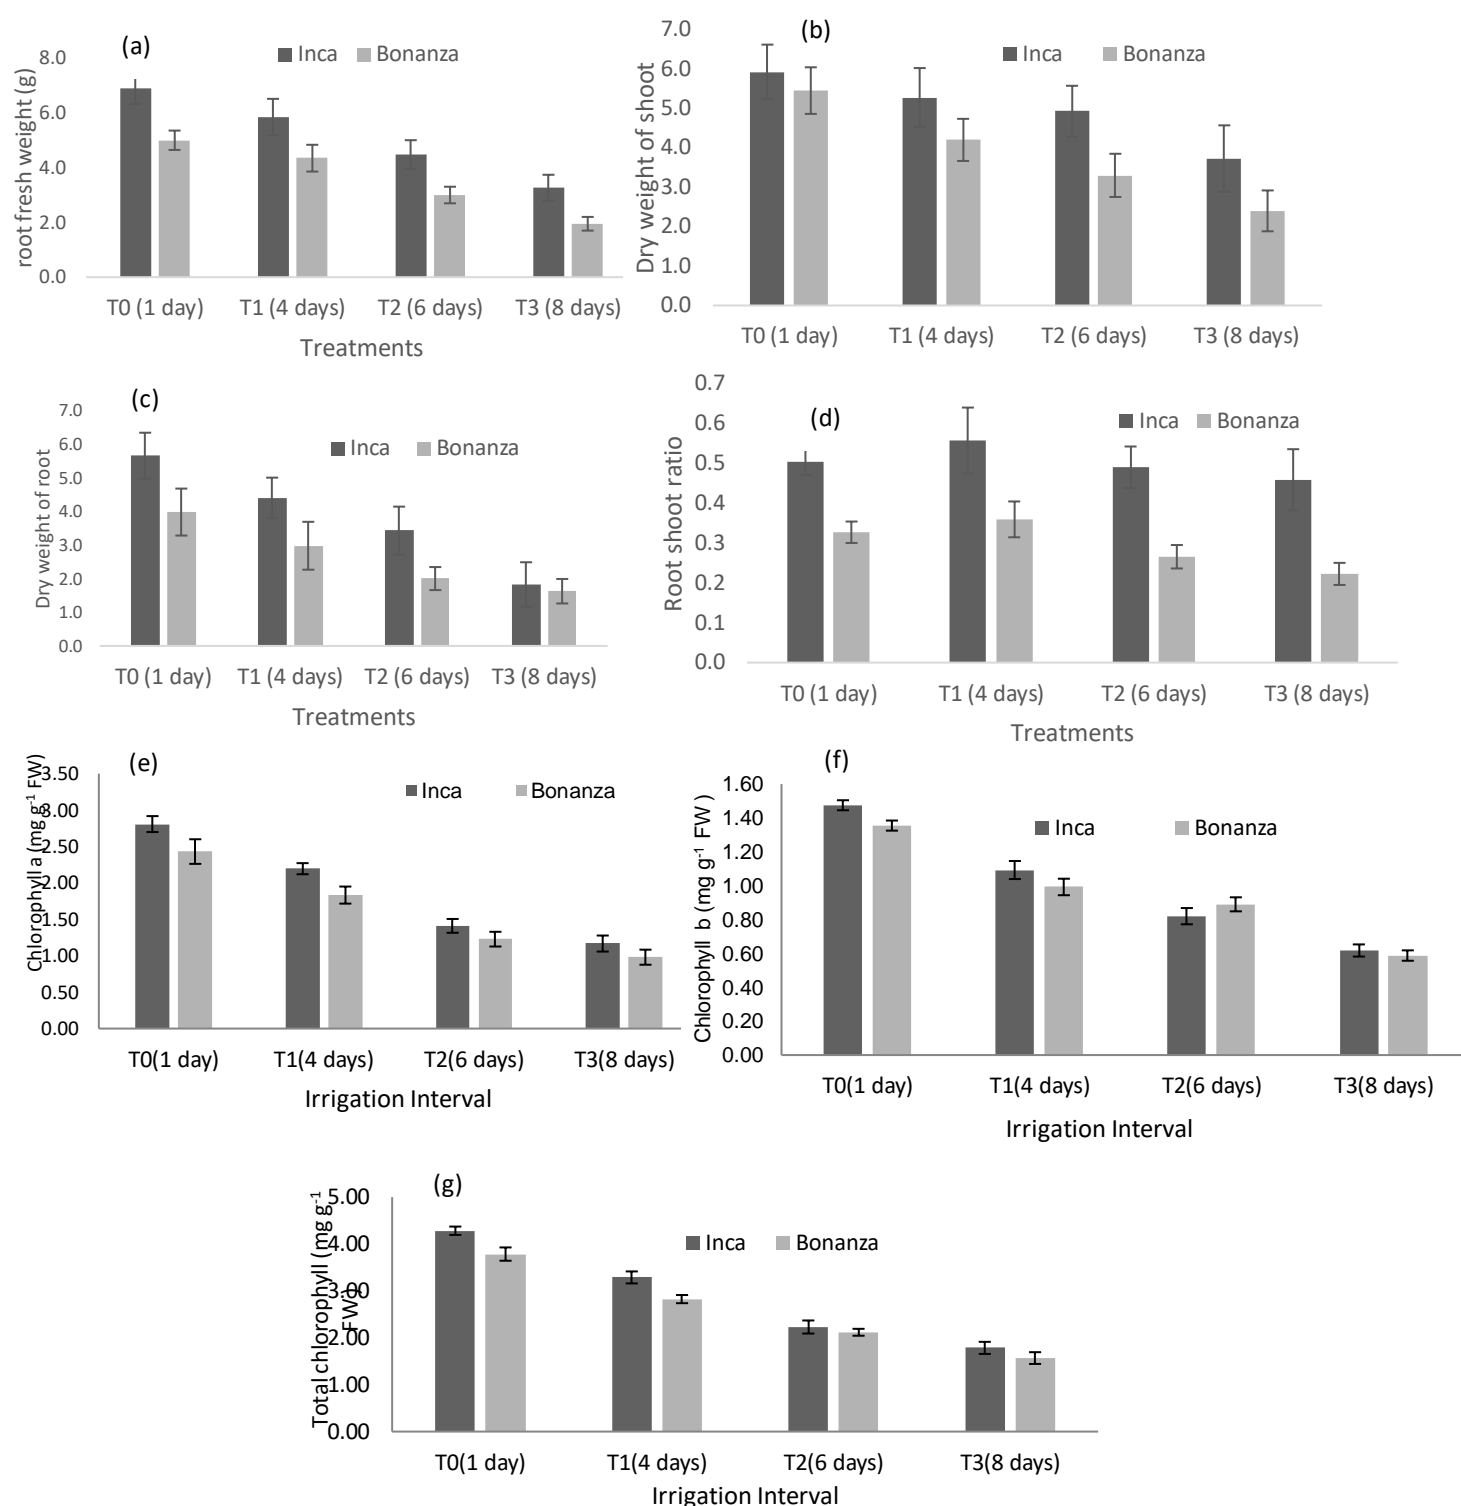 (a)
Inca Bonanza
root fresh weight (g)
8.0
6.0
4.0
2.0
0.0
T0 (1 day) T1 (4 days) T2 (6 days) T3 (8 days)
Treatments
(b)
Inca Bonanza
Dry weight of shoot
7.0
6.0
5.0
4.0
3.0
2.0
1.0
0.0
T0 (1 day) T1 (4 days) T2 (6 days) T3 (8 days)
(c)
Inca Bonanza
Dry weight of root
7.0
6.0
5.0
4.0
3.0
2.0
1.0
0.0
T0 (1 day) T1 (4 days) T2 (6 days) T3 (8 days)
Treatments
(d)
Inca Bonanza
Root shoot ratio
0.7
0.6
0.5
0.4
0.3
0.2
0.1
0.0
T0 (1 day) T1 (4 days) T2 (6 days) T3 (8 days)
Treatments
(e)
Inca Bonanza
Chlorophyll a (mg g⁻¹ FW)
3.50
3.00
2.50
2.00
1.50
1.00
0.50
0.00
T0(1 day) T1(4 days) T2(6 days) T3(8 days)
Irrigation Interval
(f)
Inca Bonanza
Chlorophyll b (mg g⁻¹ FW )
1.60
1.40
1.20
1.00
0.80
0.60
0.40
0.20
0.00
T0(1 day) T1(4 days) T2(6 days) T3(8 days)
Irrigation Interval
(g)
Inca Bonanza
Total chlorophyll (mg g⁻¹
FW)
5.00
4.00
3.00
2.00
1.00
0.00
T0(1 day) T1(4 days) T2(6 days) T3(8 days)
Irrigation Interval